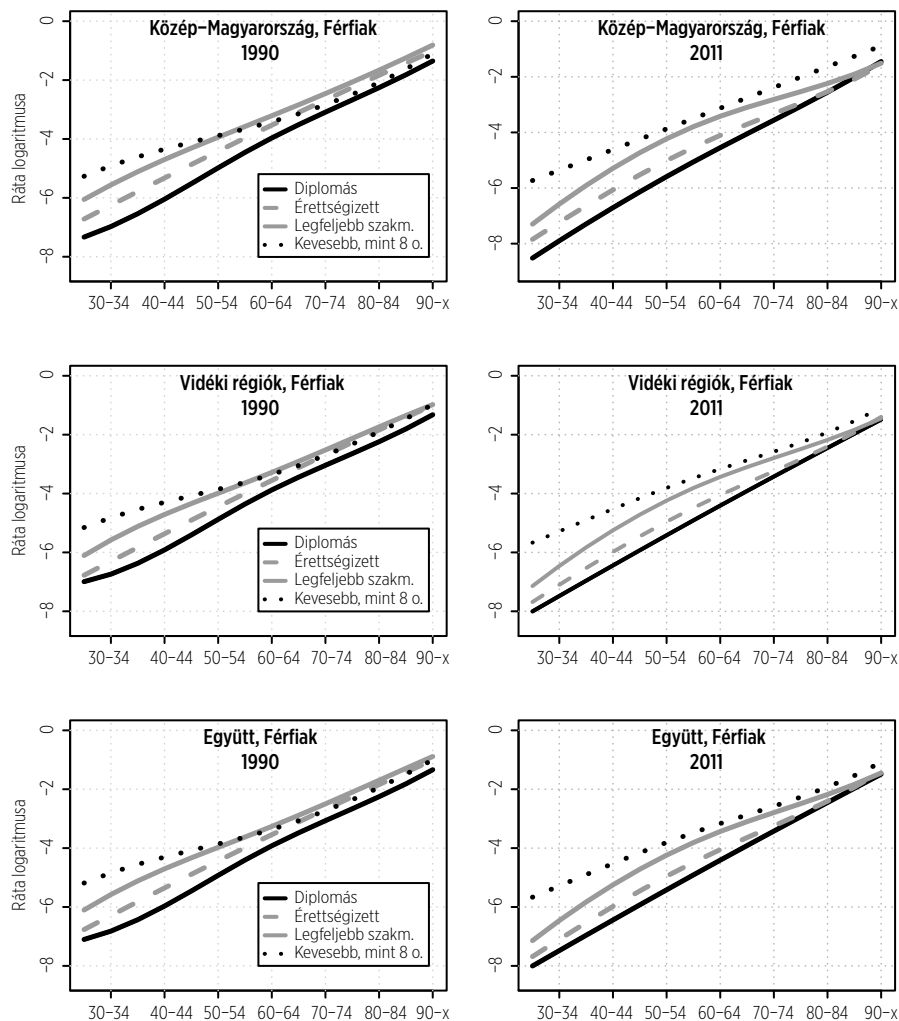 Közép–Magyarország, Férfiak
1990
Ráta logaritmusa
0
−2
−4
−6
−8
Diplomás
Érettségizett
Legfeljebb szakm.
Kevesebb, mint 8 o.
30–34 40–44 50–54 60–64 70–74 80–84 90–x
Közép–Magyarország, Férfiak
2011
0
−2
−4
−6
−8
30–34 40–44 50–54 60–64 70–74 80–84 90–x
Vidéki régiók, Férfiak
1990
Ráta logaritmusa
0
−2
−4
−6
−8
Diplomás
Érettségizett
Legfeljebb szakm.
Kevesebb, mint 8 o.
30–34 40–44 50–54 60–64 70–74 80–84 90–x
Vidéki régiók, Férfiak
2011
0
−2
−4
−6
−8
30–34 40–44 50–54 60–64 70–74 80–84 90–x
Együtt, Férfiak
1990
Ráta logaritmusa
0
−2
−4
−6
−8
Diplomás
Érettségizett
Legfeljebb szakm.
Kevesebb, mint 8 o.
30–34 40–44 50–54 60–64 70–74 80–84 90–x
Együtt, Férfiak
2011
0
−2
−4
−6
−8
30–34 40–44 50–54 60–64 70–74 80–84 90–x